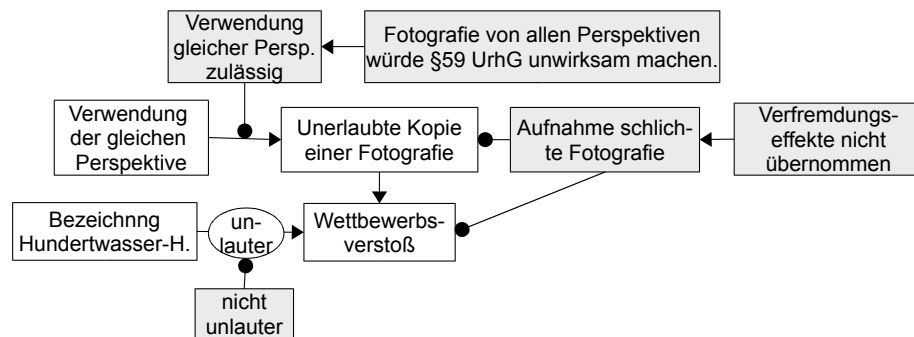 Verwendung
gleicher Persp.
zulässig
Fotografie von allen Perspektiven
würde §59 UrhG unwirksam machen.
Verwendung
der gleichen
Perspektive
Unerlaubte Kopie
einer Fotografie
Aufnahme schlich-
te Fotografie
Verfremdungs-
effekte nicht
übernommen
Bezeichnng
Hundertwasser-H.
un-
lauter
Wettbewerbs-
verstoß
nicht
unlauter